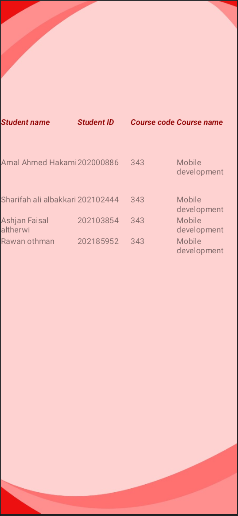 Student name Student ID Course code Course name
Amal Ahmed Hakami 202000886 343 Mobile
development
Sharifah ali albakkari 202102444 343 Mobile
development
Ashjan Faisal 202103854 343 Mobile
altherwi development
Rawan othman 202185952 343 Mobile
development